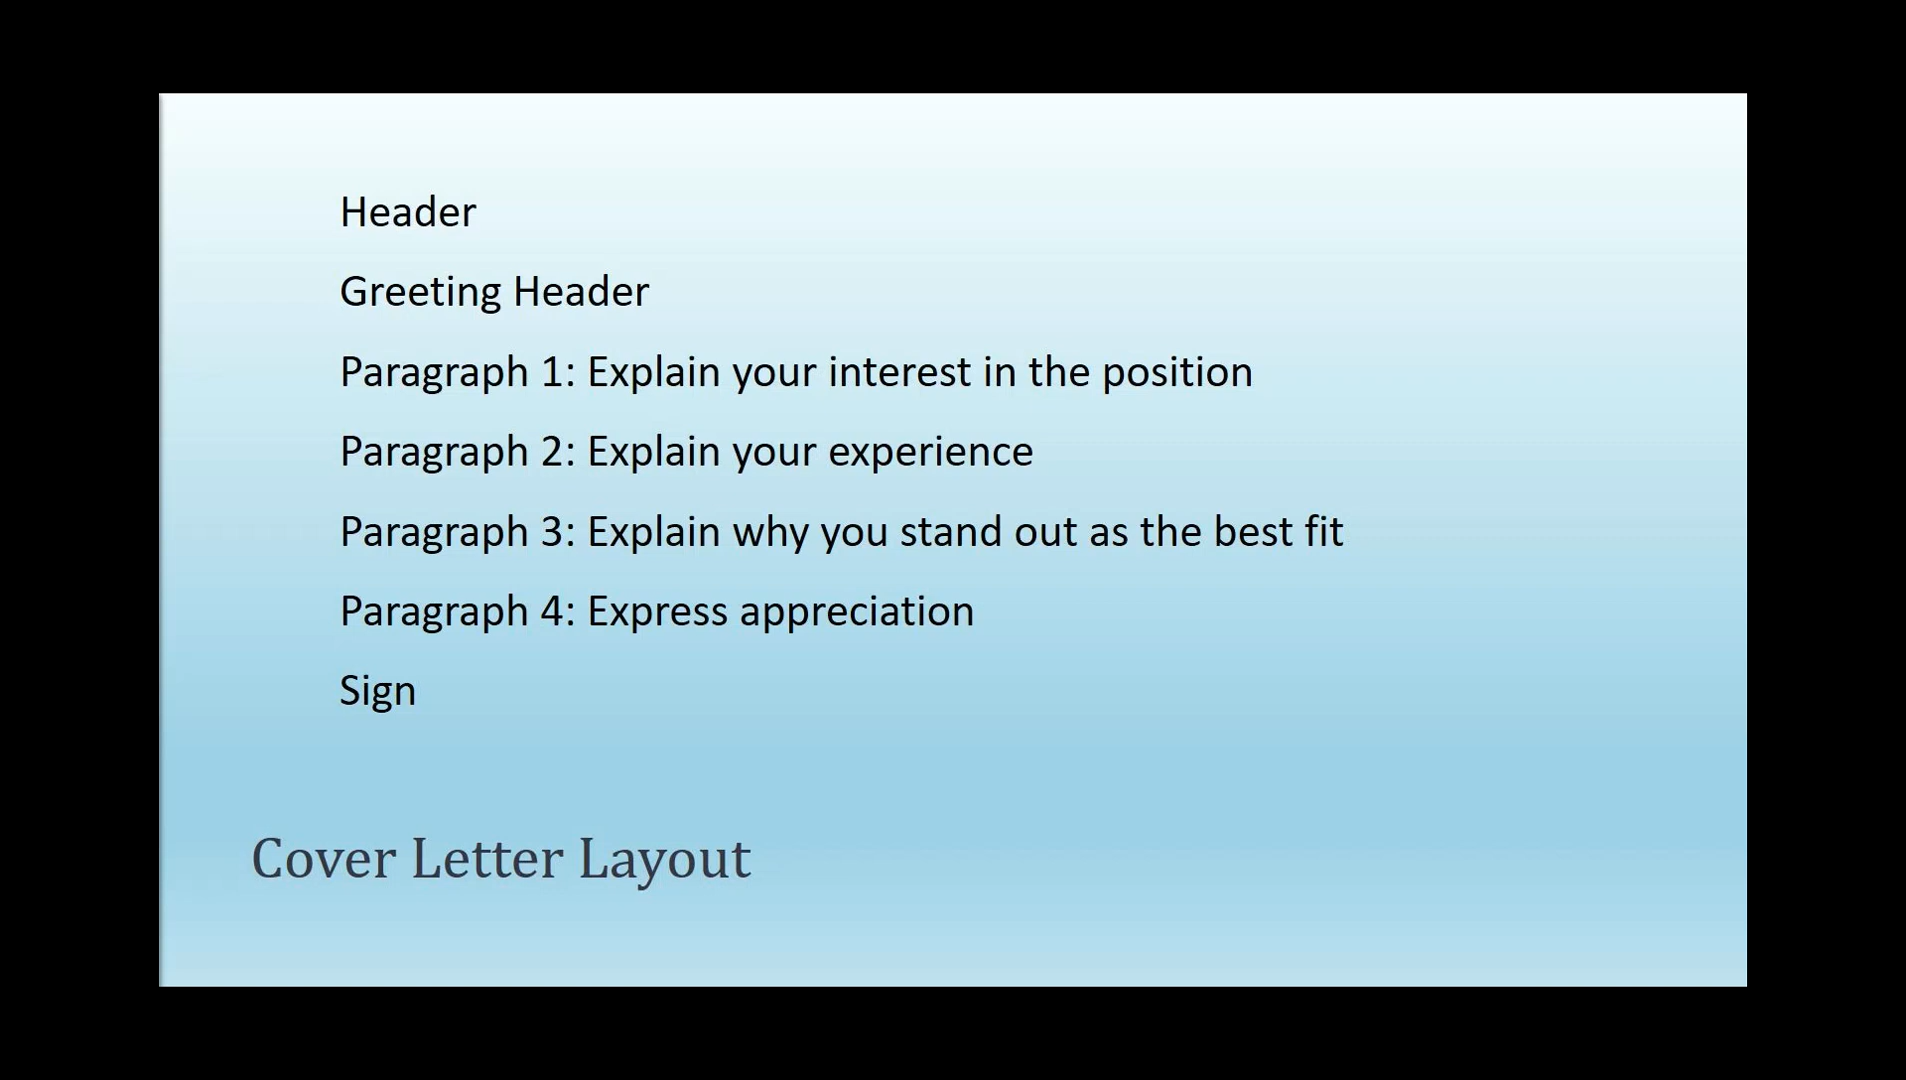 Header
Greeting Header
Paragraph 1: Explain your interest in the position
Paragraph 2: Explain your experience
Paragraph 3: Explain why you stand out as the best fit
Paragraph 4: Express appreciation
Sign
Cover Letter Layout